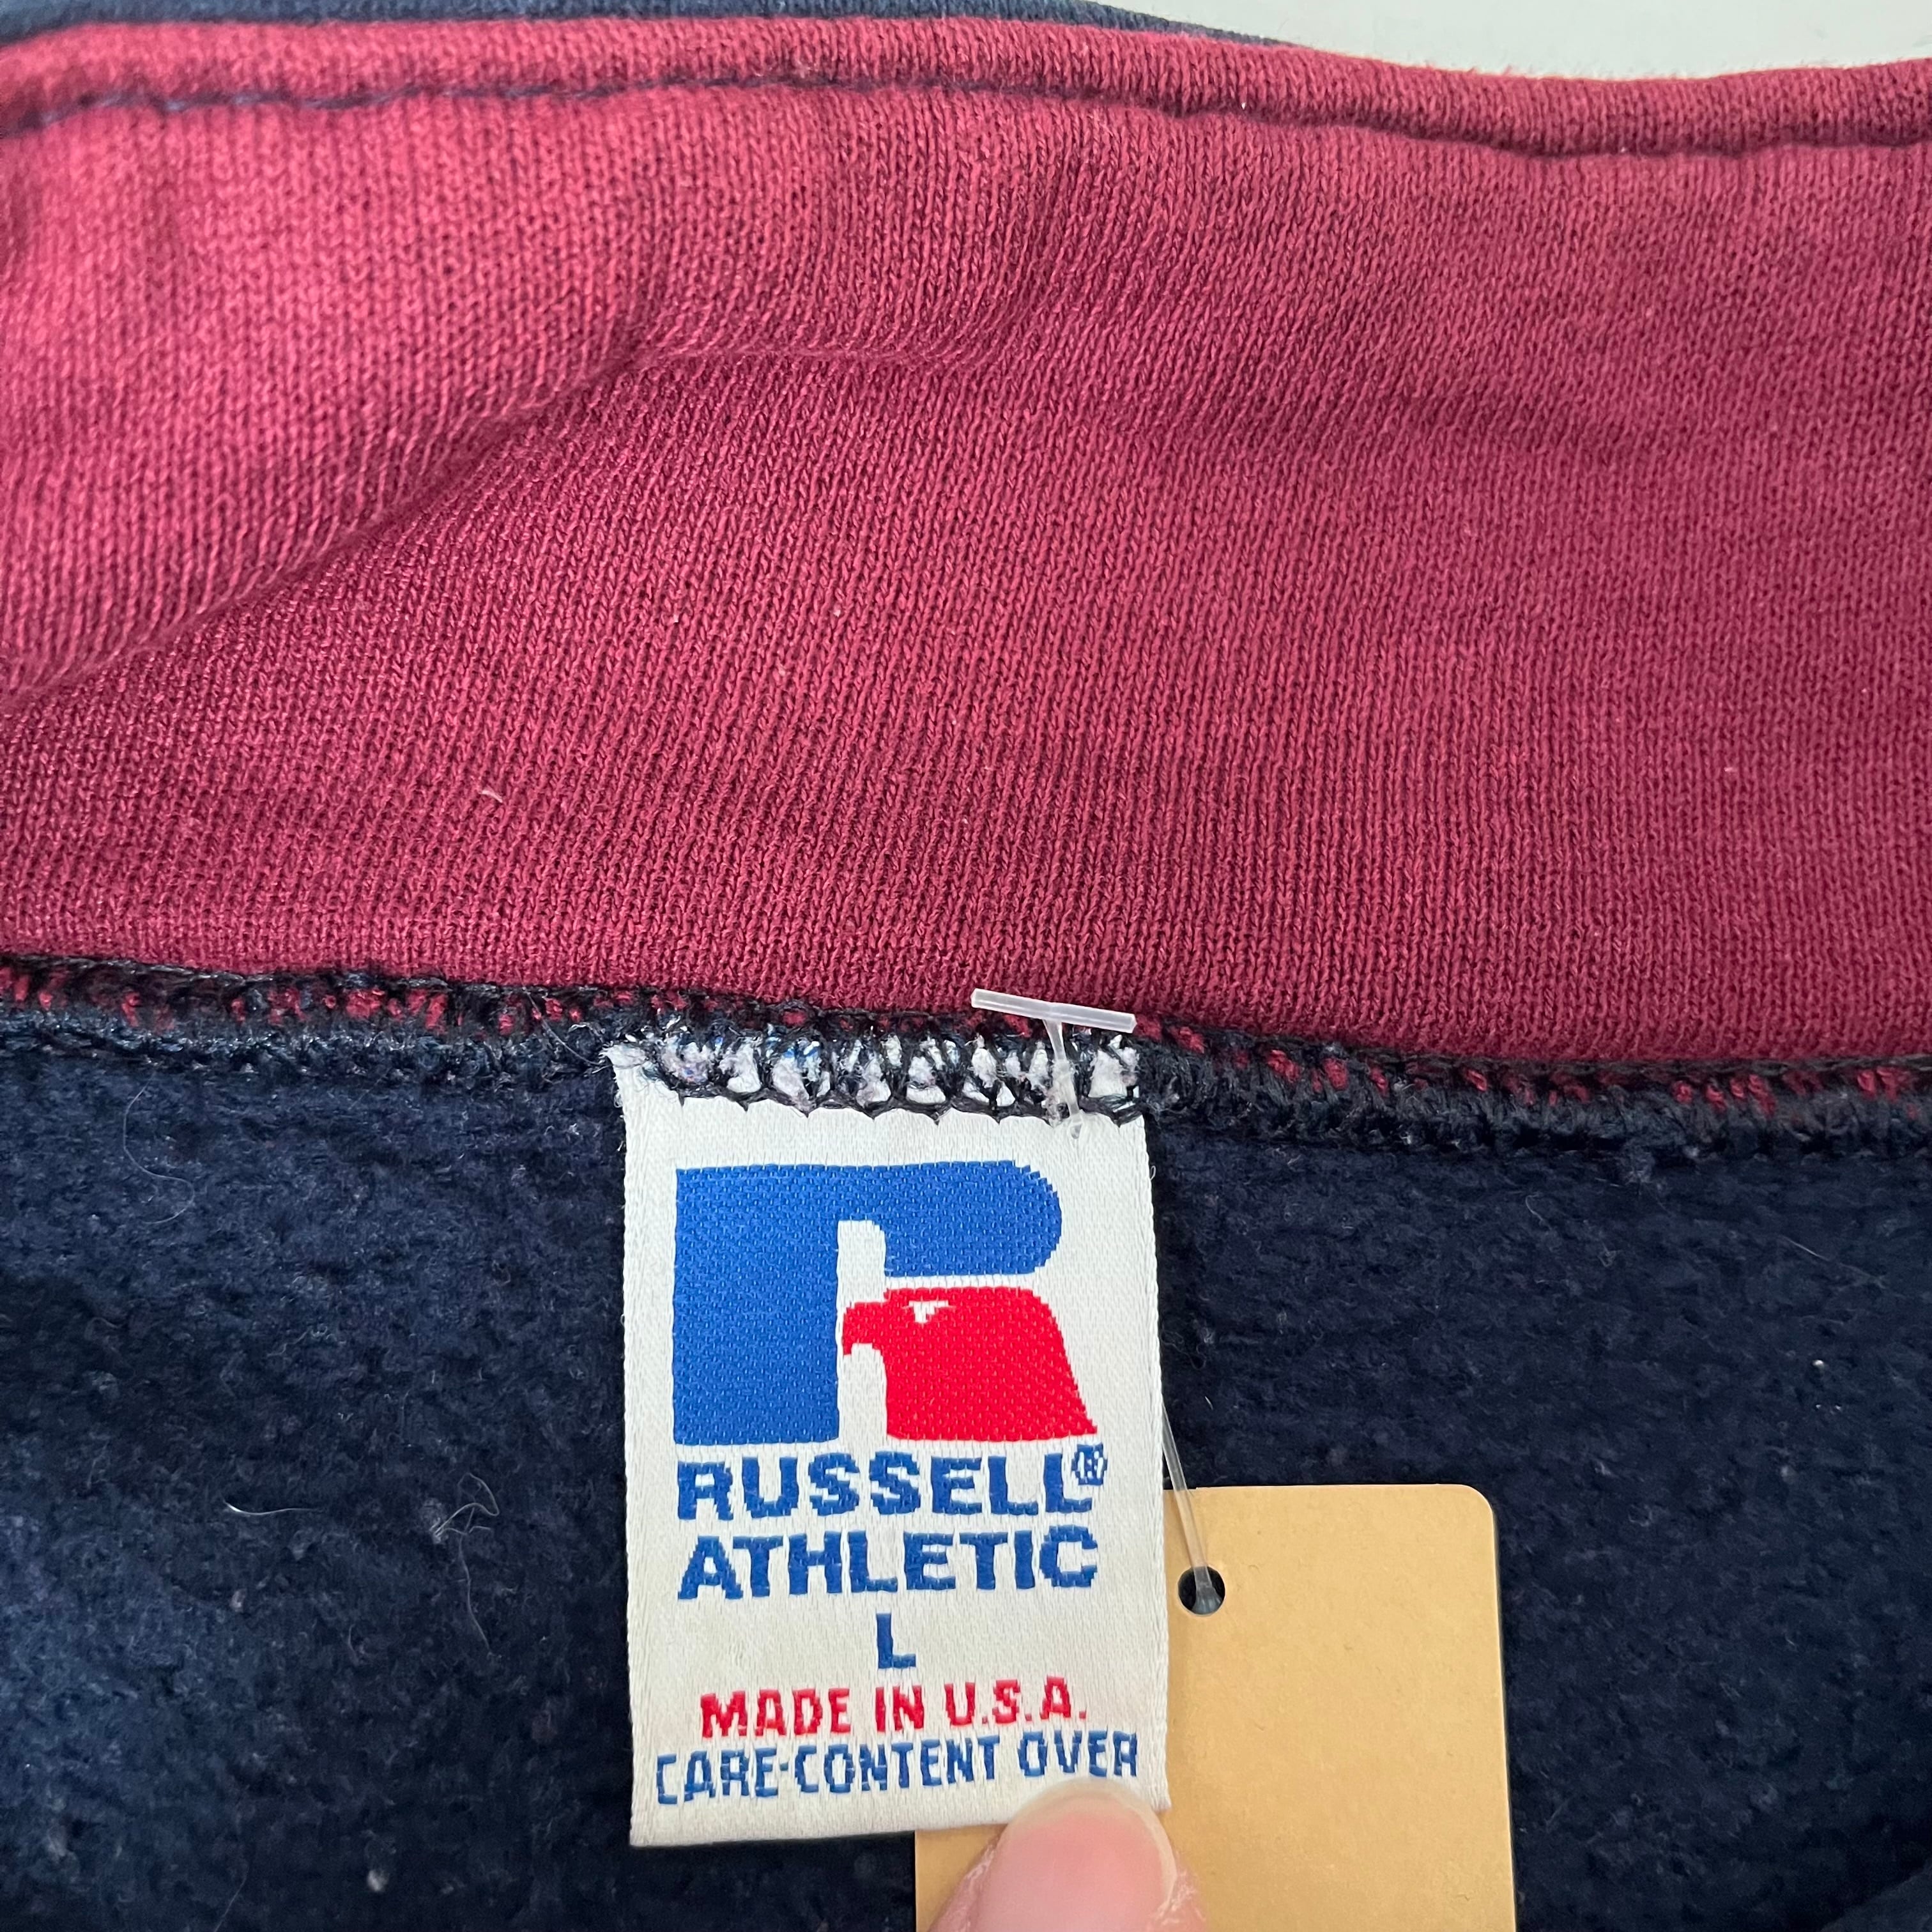 RUSSELL®
ATHLETIC
L
MADE IN U.S.A.
CARE-CONTENT OVER